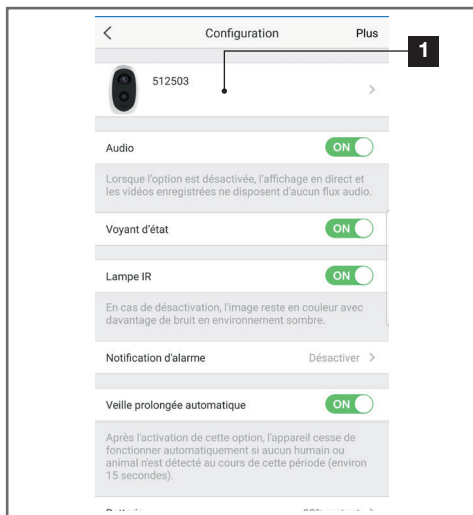 Configuration
Plus
1
512503
Audio
ON
Lorsque l'option est désactivée, l'affichage en direct et
les vidéos enregistrées ne disposent d'aucun flux audio.
Voyant d'état
ON
Lampe IR
ON
En cas de désactivation, l'image reste en couleur avec
davantage de bruit en environnement sombre.
Notification d'alarme
Désactiver
Veille prolongée automatique
ON
Après l'activation de cette option, l'appareil cesse de
fonctionner automatiquement si aucun humain ou
animal n'est détecté au cours de cette période (environ
15 secondes).